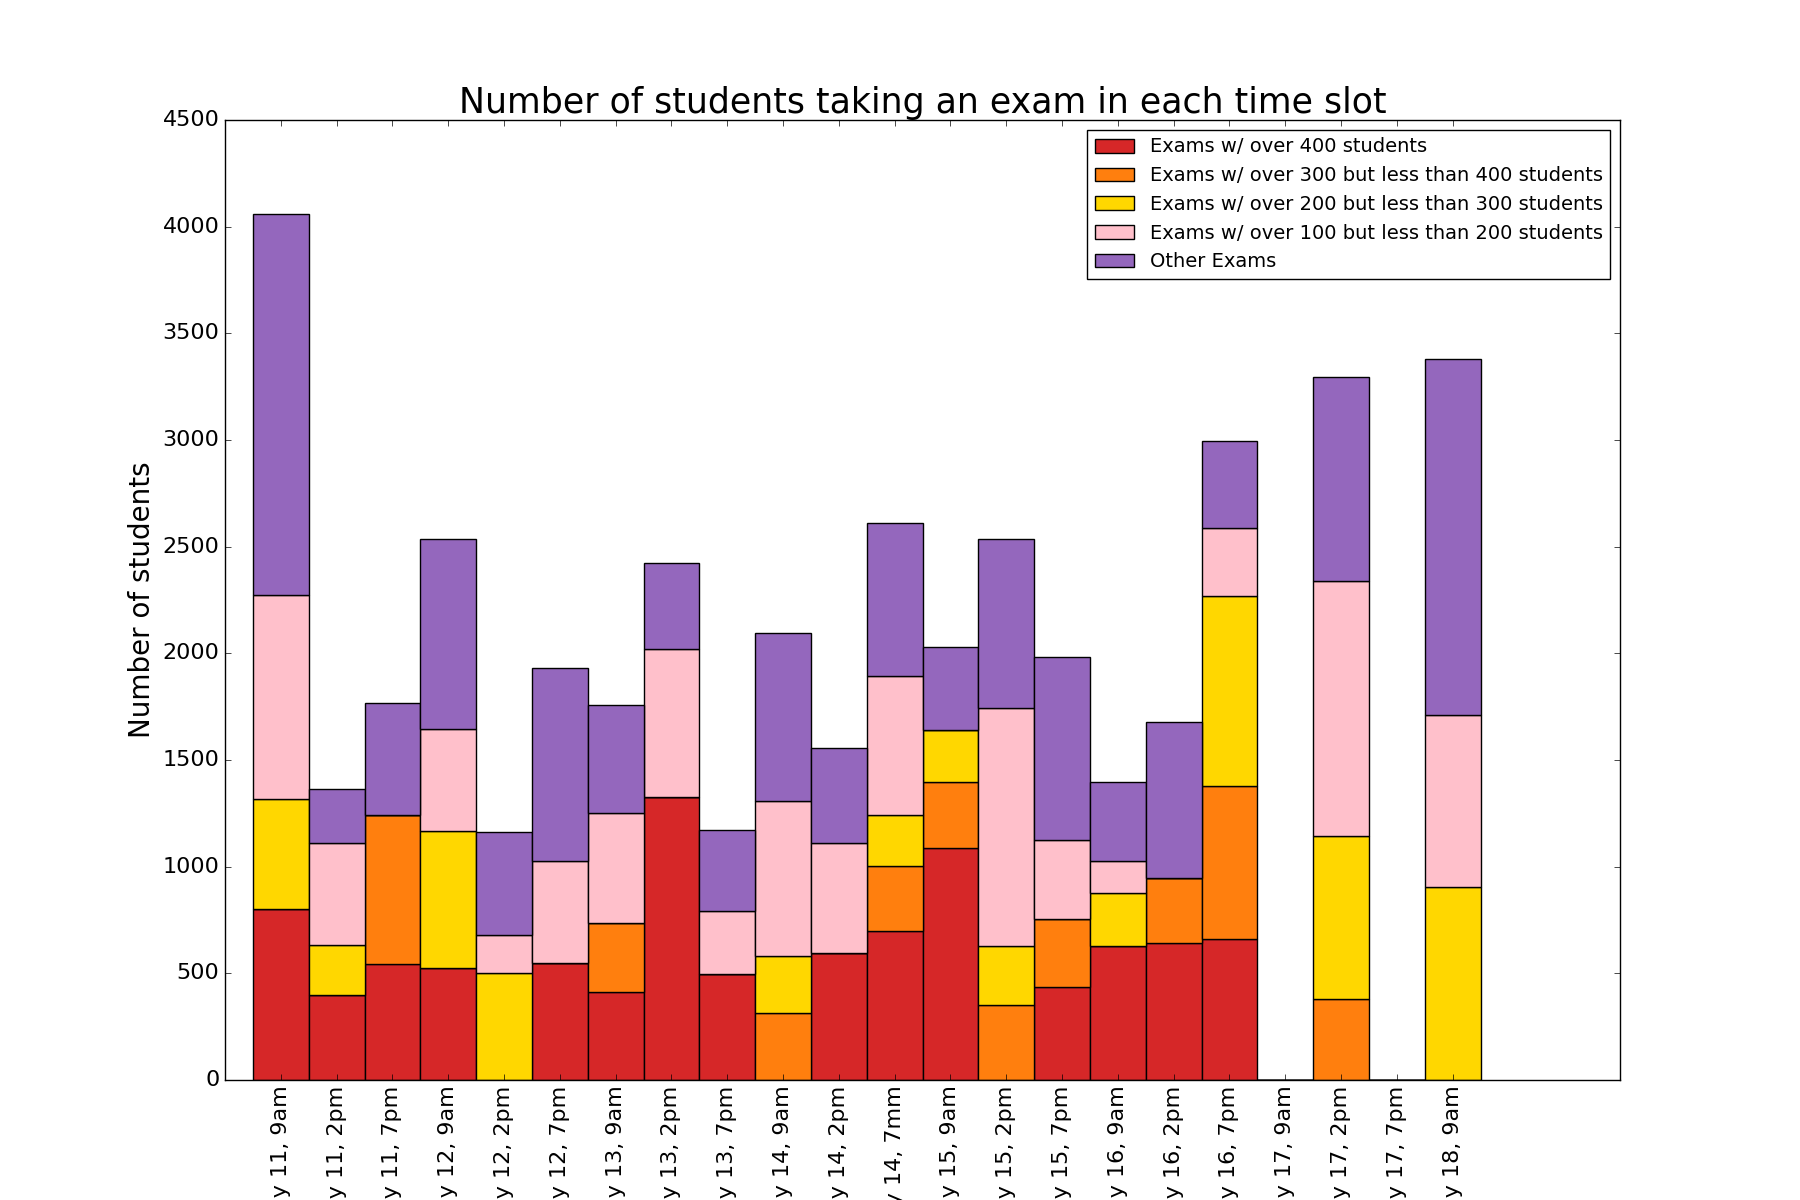 Number of students taking an exam in each time slot
Exams w/ over 400 students
Exams w/ over 300 but less than 400 students
Exams w/ over 200 but less than 300 students
Exams w/ over 100 but less than 200 students
Other Exams
Number of students
4500
4000
3500
3000
2500
2000
1500
1000
500
0
y 11, 9am
y 11, 2pm
y 11, 7pm
y 12, 9am
y 12, 2pm
y 12, 7pm
y 13, 9am
y 13, 2pm
y 13, 7pm
y 14, 9am
y 14, 2pm
y 14, 7mm
y 15, 9am
y 15, 2pm
y 15, 7pm
y 16, 9am
y 16, 2pm
y 16, 7pm
y 17, 9am
y 17, 2pm
y 17, 7pm
y 18, 9am